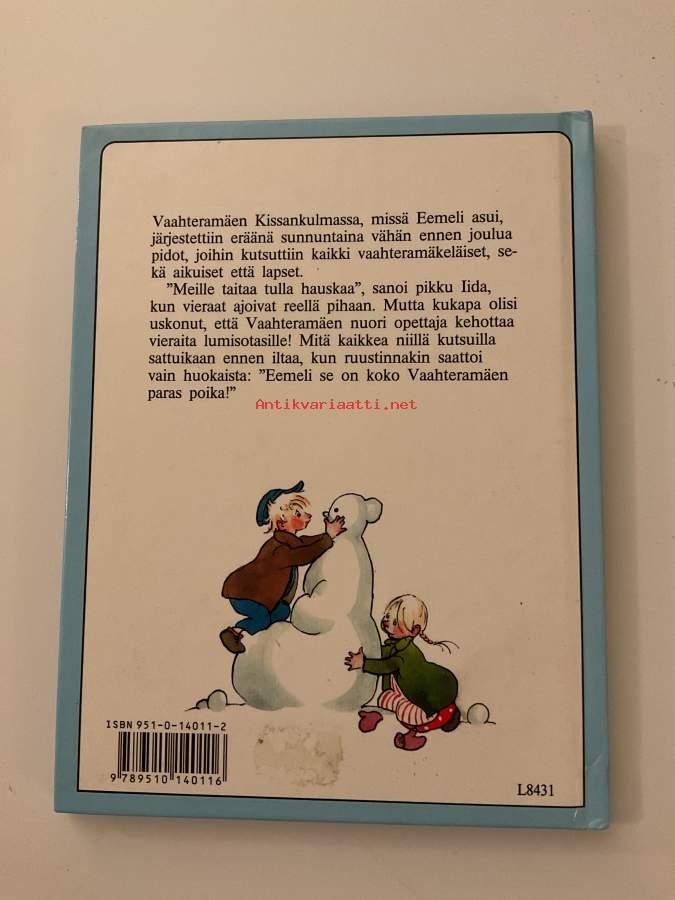 Vaahteramäen Kissankulmassa, missä Eemeli asui,
järjestettiin eräänä sunnuntaina vähän ennen joulua
pidot, joihin kutsuttiin kaikki vaahteramäkeläiset, se-
kä aikuiset että lapset.
”Meille taitaa tulla hauskaa”, sanoi pikku Iida,
kun vieraat ajoivat reellä pihaan. Mutta kukapa olisi
uskonut, että Vaahteramäen nuori opettaja kehottaa
vieraita lumisotasille! Mitä kaikkea niillä kutsuilla
sattuikaan ennen iltaa, kun ruustinnakin saattoi
vain huokaista: ”Eemeli se on koko Vaahteramäen
paras poika!”
Antikvariaatti.net
ISBN 951-0-14011-2
9 789510 140116
L8431